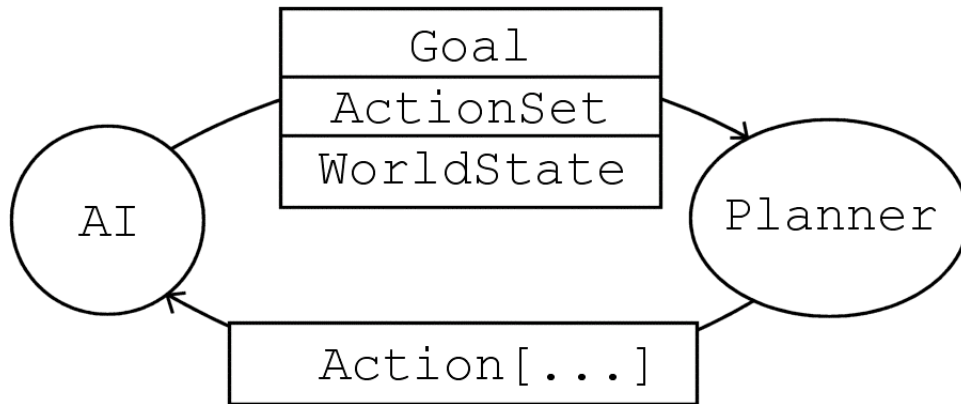 Goal
ActionSet
WorldState
AI
Planner
Action[...]